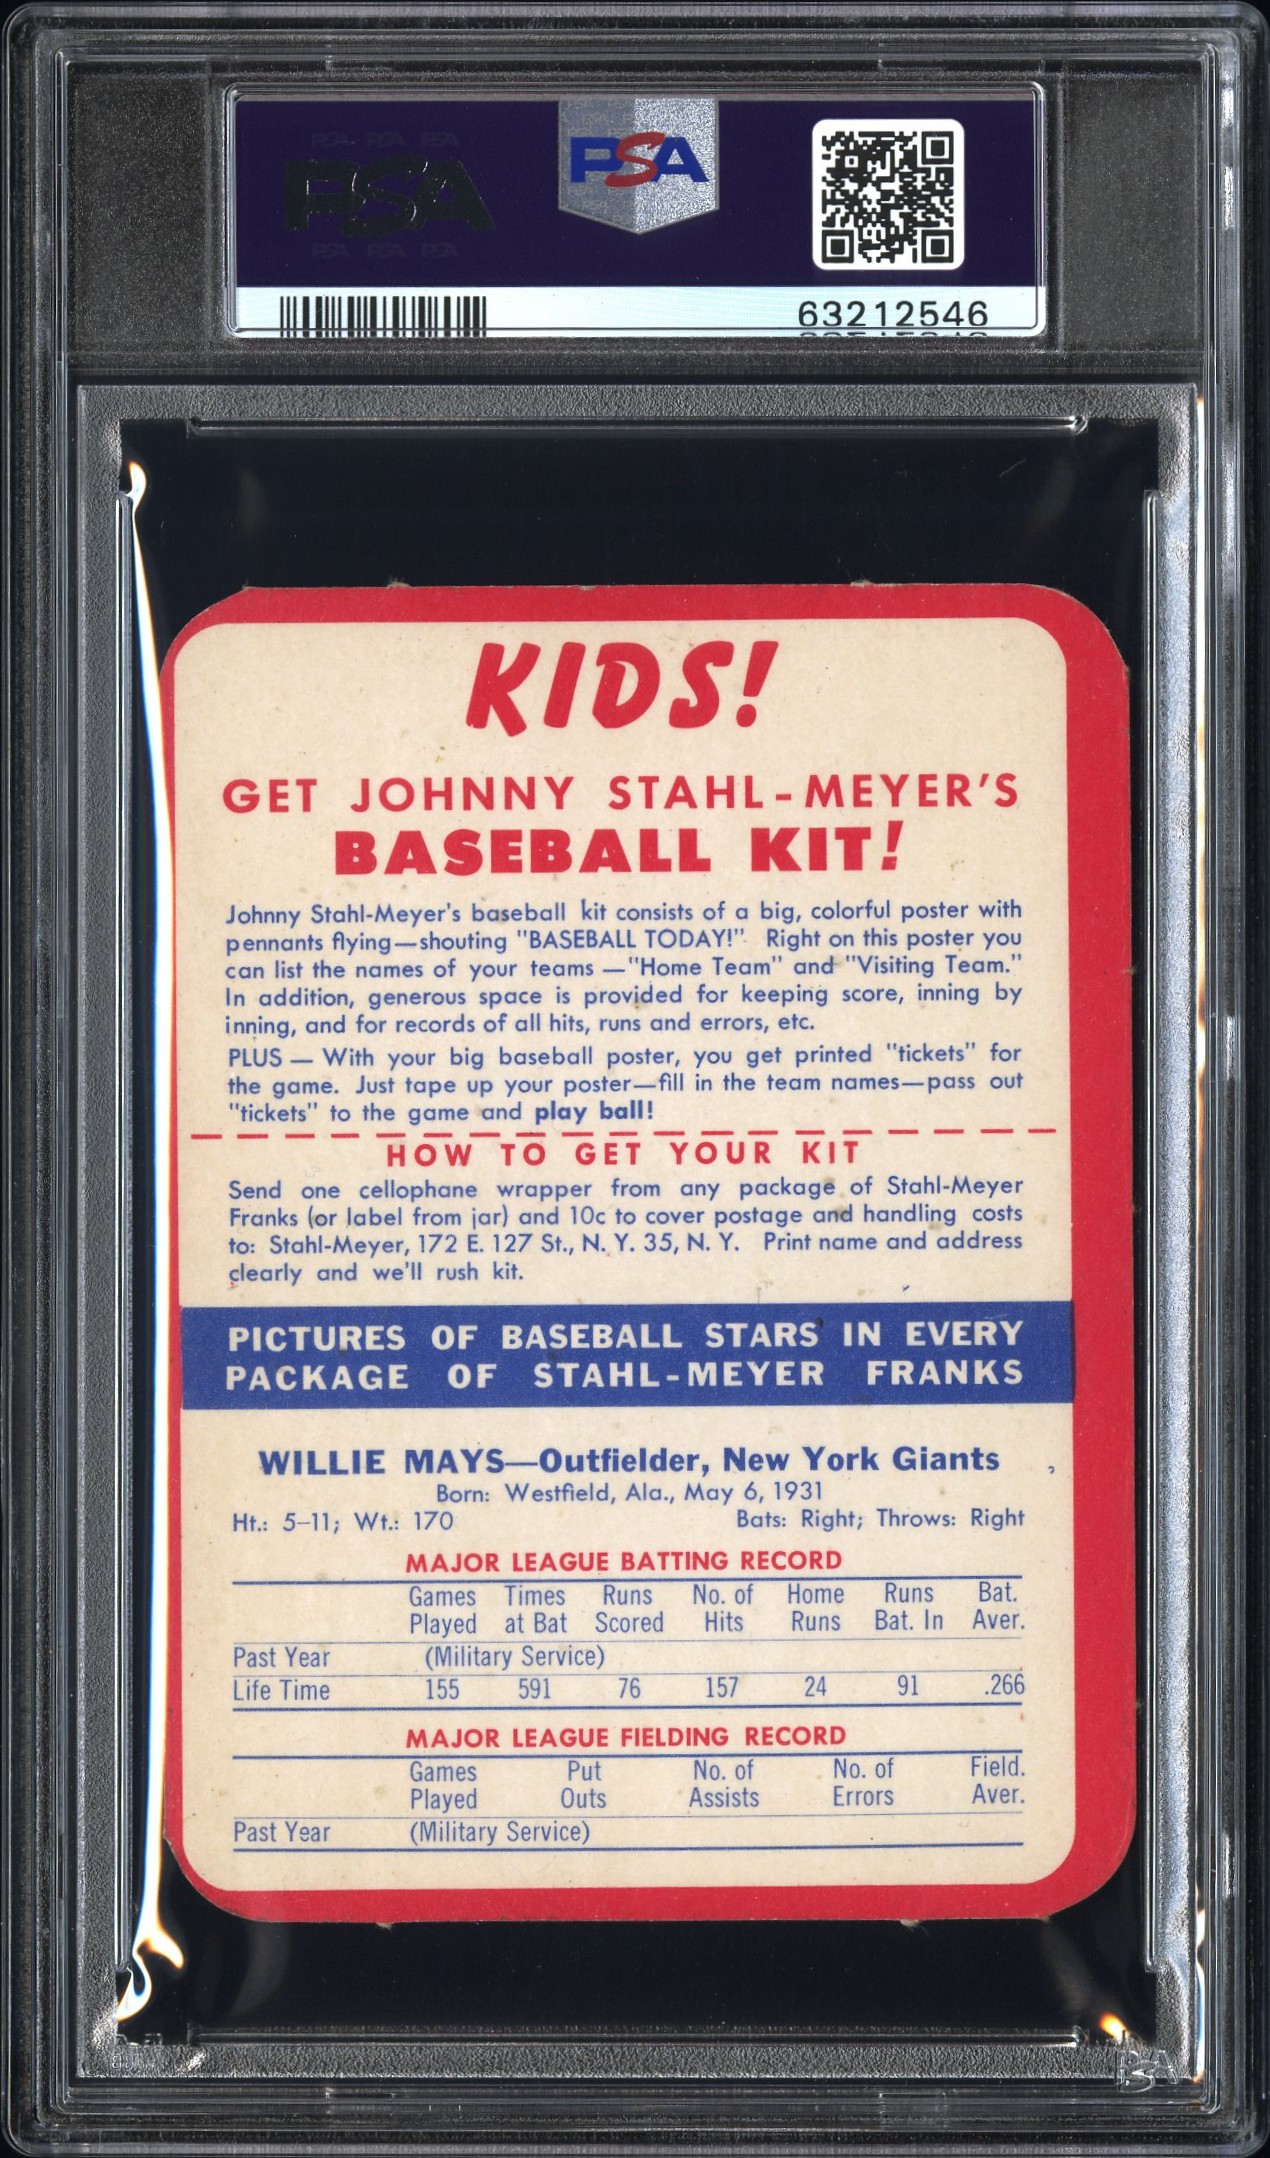 PSA PSA PSA
PSA
PSA PSA PSA
PSA
63212546
KIDS!
GET JOHNNY STAHL-MEYER'S
BASEBALL KIT!
Johnny Stahl-Meyer's baseball kit consists of a big, colorful poster with
pennants flying—shouting "BASEBALL TODAY!" Right on this poster you
can list the names of your teams —"Home Team" and "Visiting Team."
In addition, generous space is provided for keeping score, inning by
inning, and for records of all hits, runs and errors, etc.
PLUS — With your big baseball poster, you get printed "tickets" for
the game. Just tape up your poster—fill in the team names—pass out
"tickets" to the game and play ball!
HOW TO GET YOUR KIT
Send one cellophane wrapper from any package of Stahl-Meyer
Franks (or label from jar) and 10c to cover postage and handling costs
to: Stahl-Meyer, 172 E. 127 St., N. Y. 35, N. Y. Print name and address
clearly and we'll rush kit.
PICTURES OF BASEBALL STARS IN EVERY
PACKAGE OF STAHL-MEYER FRANKS
WILLIE MAYS—Outfielder, New York Giants
Born: Westfield, Ala., May 6, 1931
Ht.: 5-11; Wt.: 170 Bats: Right; Throws: Right
MAJOR LEAGUE BATTING RECORD
Games Times Runs No. of Home Runs Bat.
Played at Bat Scored Hits Runs Bat. In Aver.
Past Year (Military Service)
Life Time 155 591 76 157 24 91 .266
MAJOR LEAGUE FIELDING RECORD
Games Put No. of No. of Field.
Played Outs Assists Errors Aver.
Past Year (Military Service)
PSA